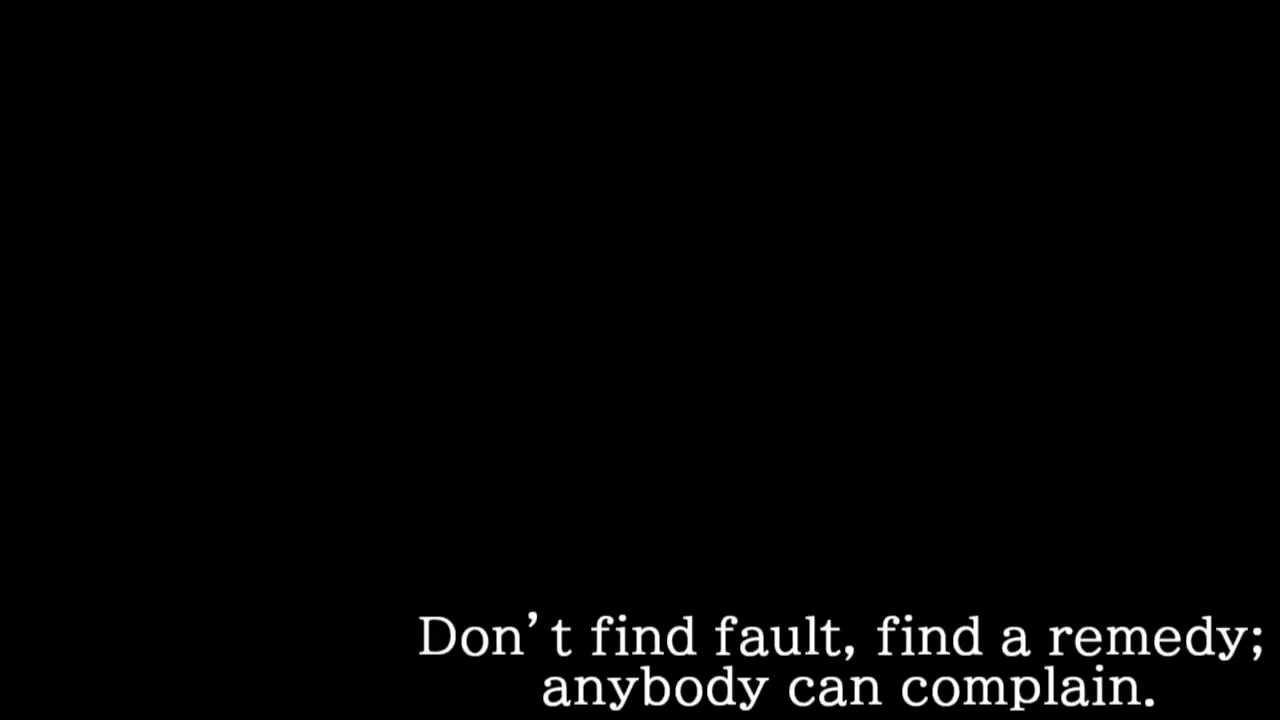 Don’t find fault, find a remedy;
anybody can complain.